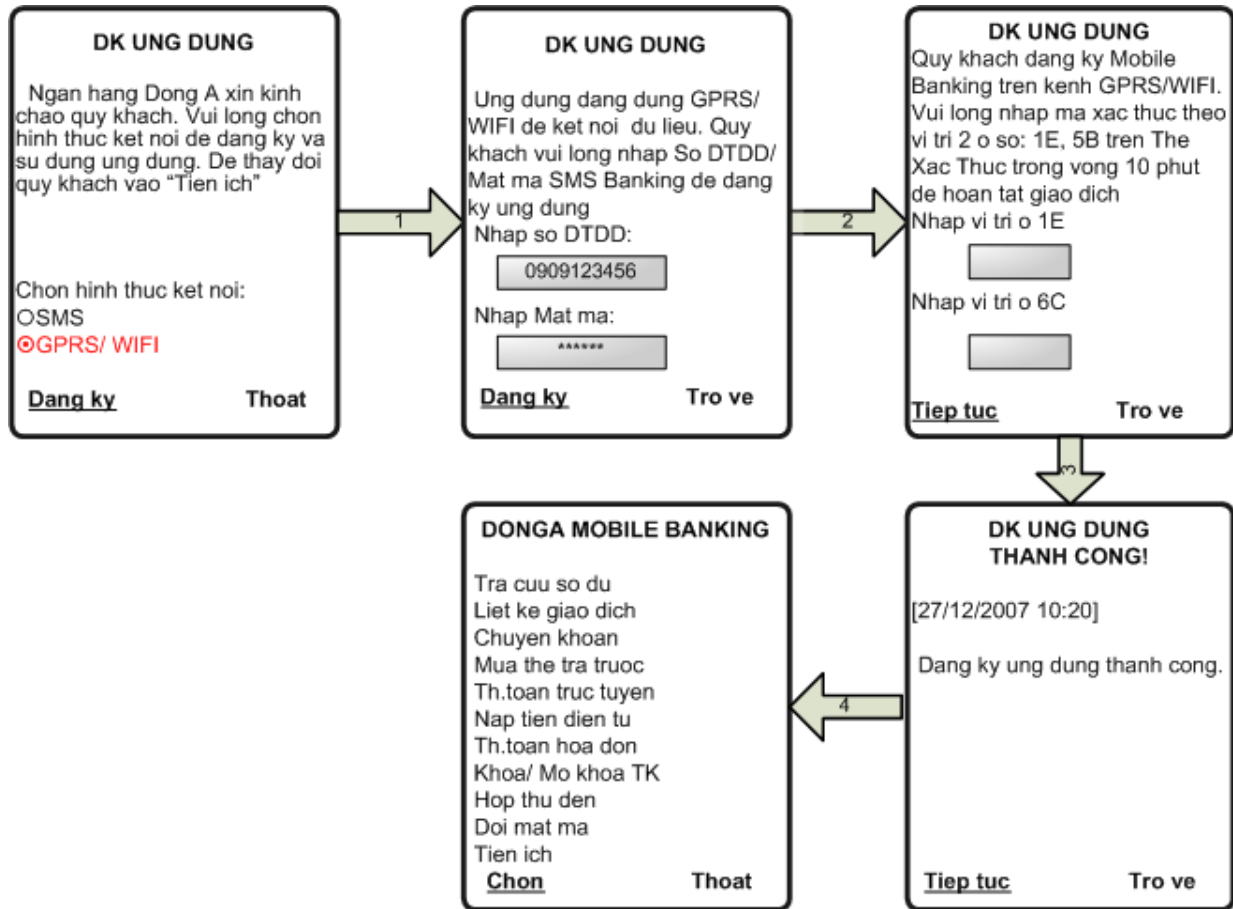 DK UNG DUNG
Ngan hang Dong A xin kinh
chao quy khach. Vui long chon
hinh thuc ket noi de dang ky va
su dung ung dung. De thay doi
quy khach vao “Tien ich”
Chon hinh thuc ket noi:
SMS
GPRS/ WIFI
Dang ky Thoat
1
DK UNG DUNG
Ung dung dang dung GPRS/
WIFI de ket noi du lieu. Quy
khach vui long nhap So DTDD/
Mat ma SMS Banking de dang
ky ung dung
Nhap so DTDD:
0909123456
Nhap Mat ma:
******
Dang ky Tro ve
2
DK UNG DUNG
Quy khach dang ky Mobile
Banking tren kenh GPRS/WIFI.
Vui long nhap ma xac thuc theo
vi tri 2 o so: 1E, 5B tren The
Xac Thuc trong vong 10 phut
de hoan tat giao dich
Nhap vi tri o 1E
Nhap vi tri o 6C
Tiep tuc Tro ve
3
DK UNG DUNG
THANH CONG!
[27/12/2007 10:20]
Dang ky ung dung thanh cong.
Tiep tuc Tro ve
4
DONGA MOBILE BANKING
Tra cuu so du
Liet ke giao dich
Chuyen khoan
Mua the tra truoc
Th.toan truc tuyen
Nap tien dien tu
Th.toan hoa don
Khoa/ Mo khoa TK
Hop thu den
Doi mat ma
Tien ich
Chon Thoat